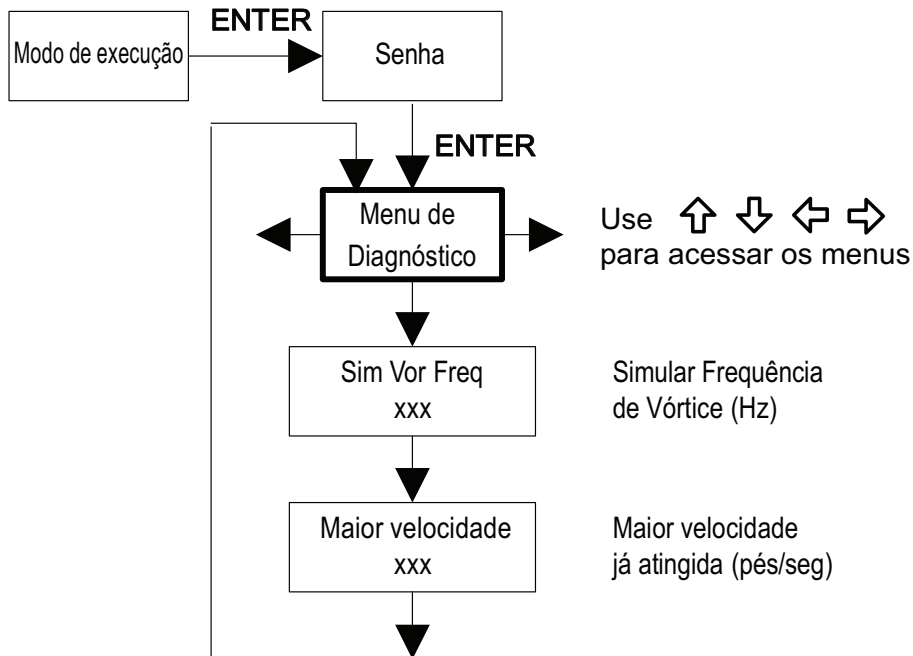 ENTER
Modo de execução
Senha
ENTER
Menu de
Diagnóstico
Use
para acessar os menus
Sim Vor Freq
xxx
Simular Frequência
de Vórtice (Hz)
Maior velocidade
xxx
Maior velocidade
já atingida (pés/seg)